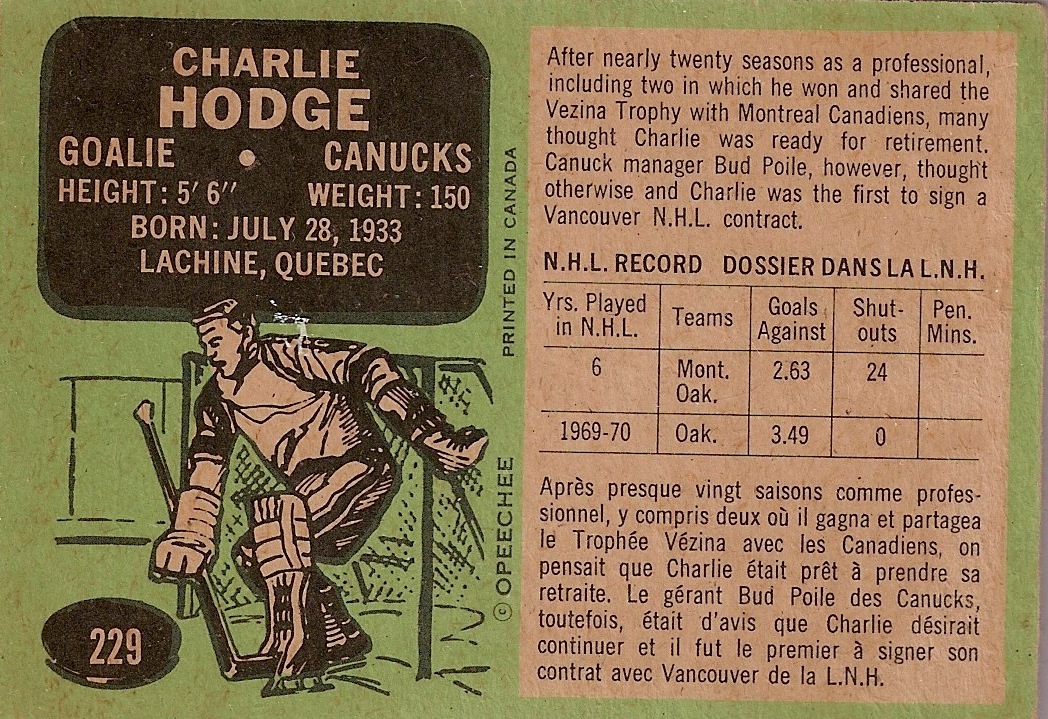 CHARLIE
HODGE
GOALIE • CANUCKS
HEIGHT: 5' 6" WEIGHT: 150
BORN: JULY 28, 1933
LACHINE, QUEBEC
229
PRINTED IN CANADA
© OPEECHEE
After nearly twenty seasons as a professional,
including two in which he won and shared the
Vezina Trophy with Montreal Canadiens, many
thought Charlie was ready for retirement.
Canuck manager Bud Poile, however, thought
otherwise and Charlie was the first to sign a
Vancouver N.H.L. contract.
N.H.L. RECORD DOSSIER DANS LA L.N.H.
Yrs. Played Teams Goals Shut- Pen.
in N.H.L. Against outs Mins.
6 Mont. 2.63 24
Oak.
1969-70 Oak. 3.49 0
Après presque vingt saisons comme profes-
sionnel, y compris deux où il gagna et partagea
le Trophée Vézina avec les Canadiens, on
pensait que Charlie était prêt à prendre sa
retraite. Le gérant Bud Poile des Canucks,
toutefois, était d'avis que Charlie désirait
continuer et il fut le premier à signer son
contrat avec Vancouver de la L.N.H.